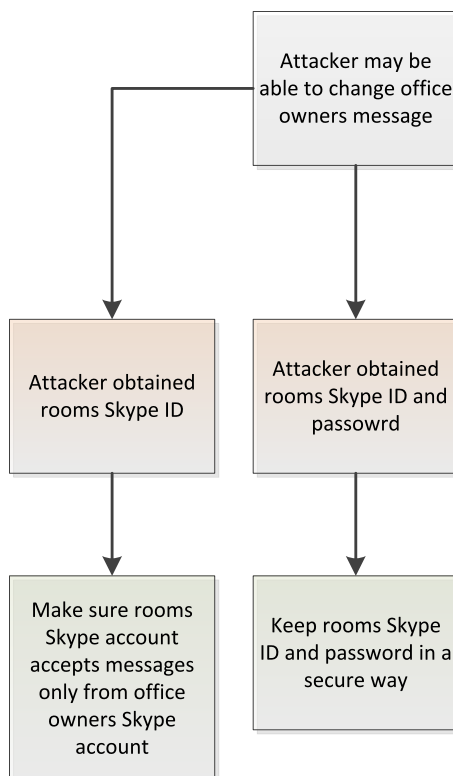 Attacker may be
able to change office
owners message
Attacker obtained
rooms Skype ID
Attacker obtained
rooms Skype ID and
passowrd
Make sure rooms
Skype account
accepts messages
only from office
owners Skype
account
Keep rooms Skype
ID and password in a
secure way